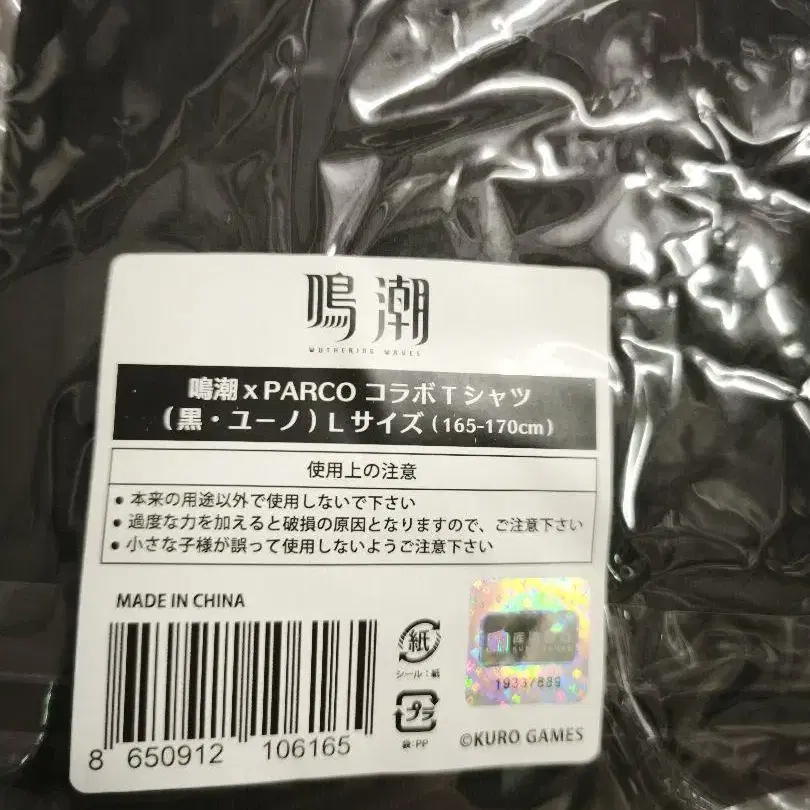 鳴潮
WUTHERING WAVES
鳴潮 x PARCO コラボTシャツ
(黒・ユーノ) L サイズ (165-170cm)
使用上の注意
• 本来の用途以外で使用しないで下さい
• 過度な力を加えると破損の原因となりますので、ご注意下さい
• 小さな子様が誤って使用しないようご注意下さい
MADE IN CHINA
紙
シール:紙
プラ
袋:PP
8 650912 106165
©KURO GAMES